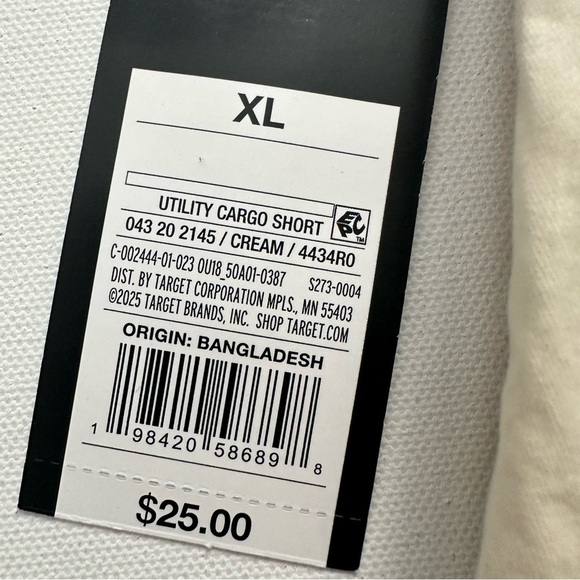 XL
UTILITY CARGO SHORT
EPC
TM
043 20 2145 / CREAM / 4434R0
C-002444-01-023 0U18_50A01-0387 S273-0004
DIST. BY TARGET CORPORATION MPLS., MN 55403
©2025 TARGET BRANDS, INC. SHOP TARGET.COM
ORIGIN: BANGLADESH
1 98420 58689 8
$25.00